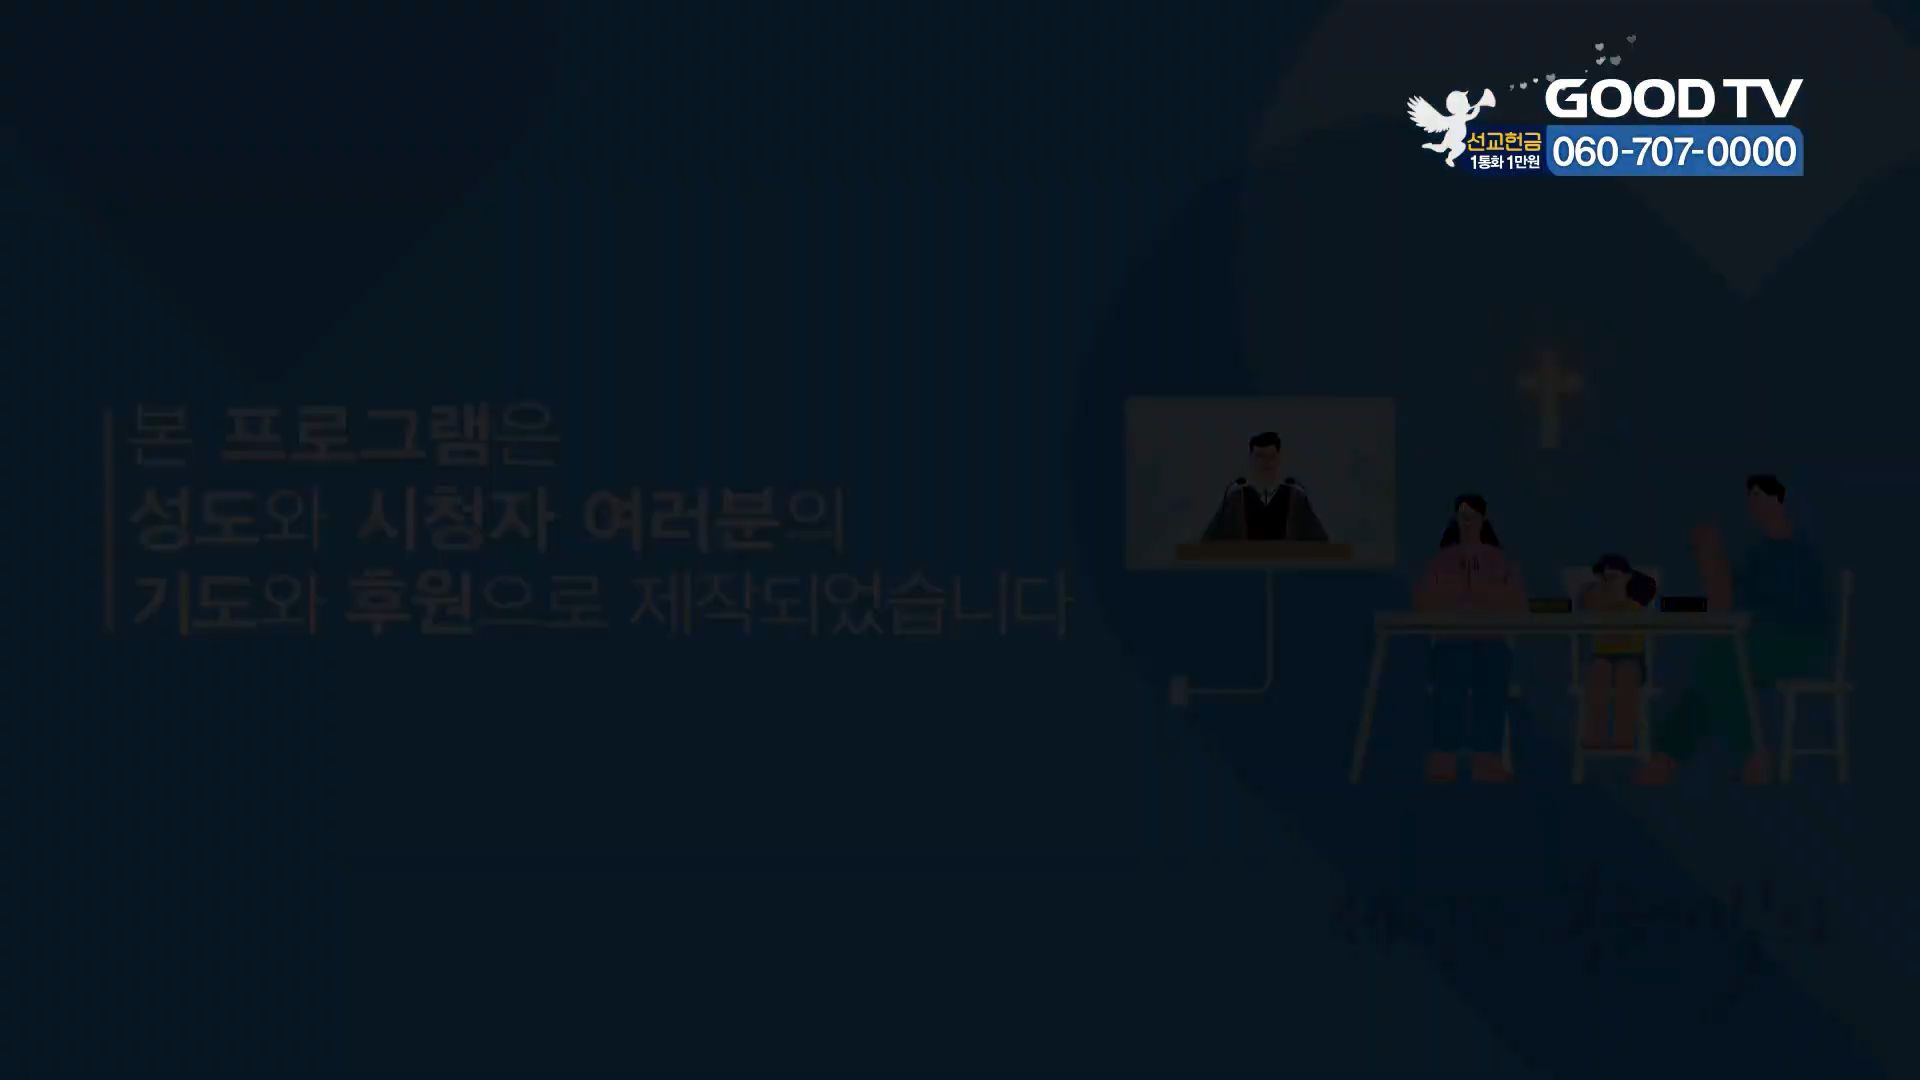 GOOD TV
선교헌금
1통화 1만원
060-707-0000
본 프로그램은
성도와 시청자 여러분의
기도와 후원으로 제작되었습니다